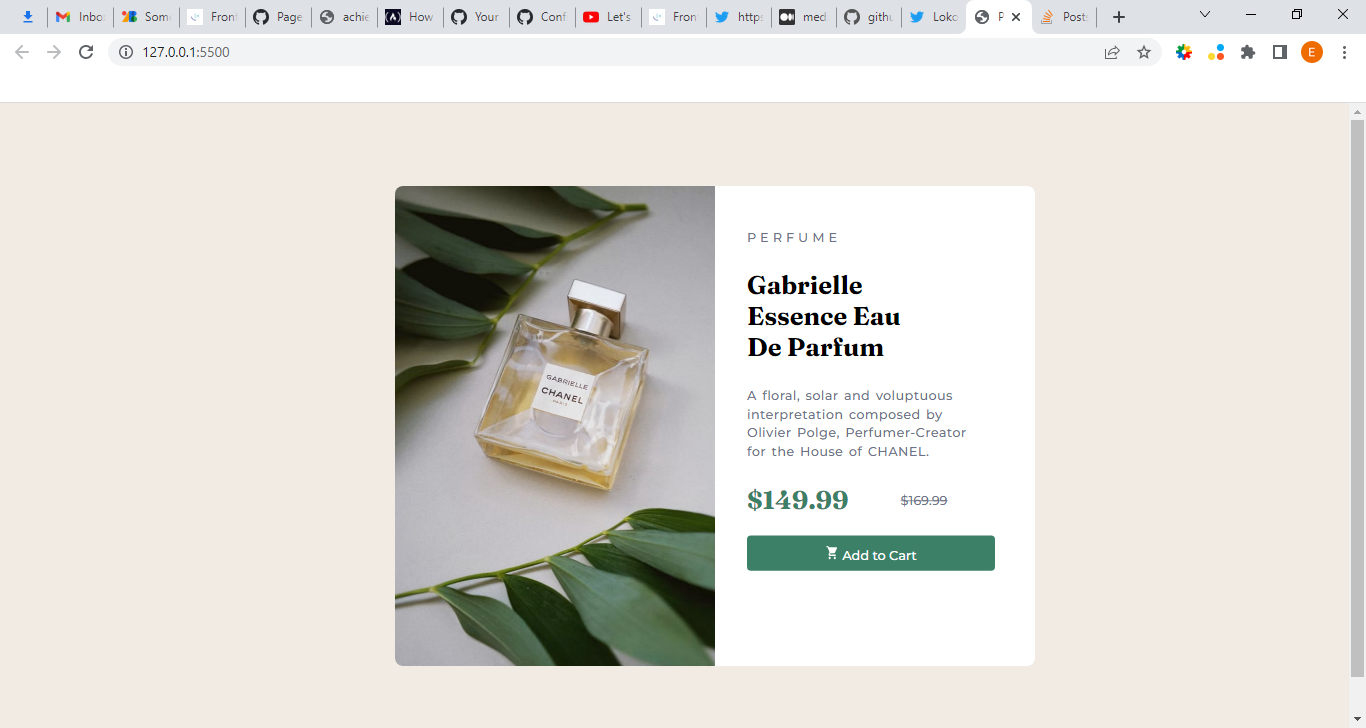 Inbo
Som
Front
Page
achie
How
Your
Conf
Let's
Fron
https
med
githu
Loko
P
Posts
127.0.0.1:5500
E
PERFUME
Gabrielle
Essence Eau
De Parfum
A floral, solar and voluptuous
interpretation composed by
Olivier Polge, Perfumer-Creator
for the House of CHANEL.
$149.99 $169.99
Add to Cart
GABRIELLE
CHANEL
PARIS